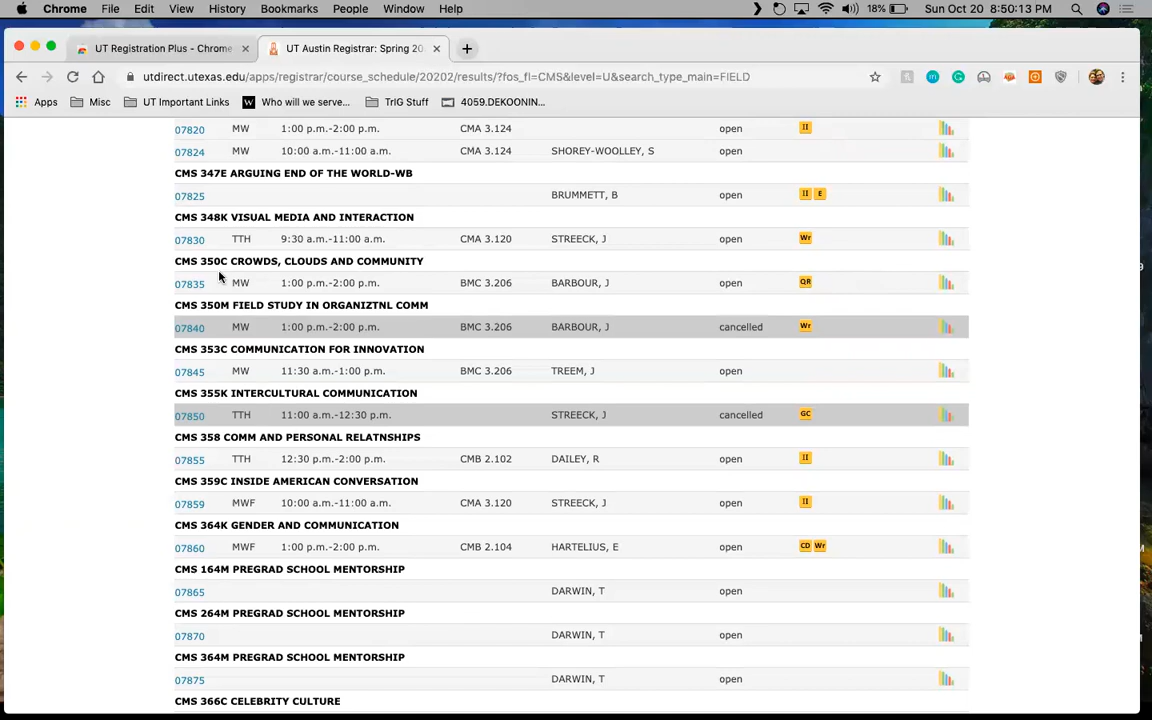 Chrome File Edit View History Bookmarks People Window Help 18% Sun Oct 20 8:50:13 PM
UT Registration Plus - Chrome UT Austin Registrar: Spring 20
utdirect.utexas.edu/apps/registrar/course_schedule/20202/results/?fos_fl=CMS&level=U&search_type_main=FIELD
Apps Misc UT Important Links W Who will we serve... TrIG Stuff 4059.DEKOONIN...
07820 MW 1:00 p.m.-2:00 p.m. CMA 3.124 open II
07824 MW 10:00 a.m.-11:00 a.m. CMA 3.124 SHOREY-WOOLLEY, S open
CMS 347E ARGUING END OF THE WORLD-WB
07825 BRUMMETT, B open II E
CMS 348K VISUAL MEDIA AND INTERACTION
07830 TTH 9:30 a.m.-11:00 a.m. CMA 3.120 STREECK, J open Wr
CMS 350C CROWDS, CLOUDS AND COMMUNITY
07835 MW 1:00 p.m.-2:00 p.m. BMC 3.206 BARBOUR, J open QR
CMS 350M FIELD STUDY IN ORGANIZTNL COMM
07840 MW 1:00 p.m.-2:00 p.m. BMC 3.206 BARBOUR, J cancelled Wr
CMS 353C COMMUNICATION FOR INNOVATION
07845 MW 11:30 a.m.-1:00 p.m. BMC 3.206 TREEM, J open
CMS 355K INTERCULTURAL COMMUNICATION
07850 TTH 11:00 a.m.-12:30 p.m. STREECK, J cancelled GC
CMS 358 COMM AND PERSONAL RELATNSHIPS
07855 TTH 12:30 p.m.-2:00 p.m. CMB 2.102 DAILEY, R open II
CMS 359C INSIDE AMERICAN CONVERSATION
07859 MWF 10:00 a.m.-11:00 a.m. CMA 3.120 STREECK, J open II
CMS 364K GENDER AND COMMUNICATION
07860 MWF 1:00 p.m.-2:00 p.m. CMB 2.104 HARTELIUS, E open CD Wr
CMS 164M PREGRAD SCHOOL MENTORSHIP
07865 DARWIN, T open
CMS 264M PREGRAD SCHOOL MENTORSHIP
07870 DARWIN, T open
CMS 364M PREGRAD SCHOOL MENTORSHIP
07875 DARWIN, T open
CMS 366C CELEBRITY CULTURE